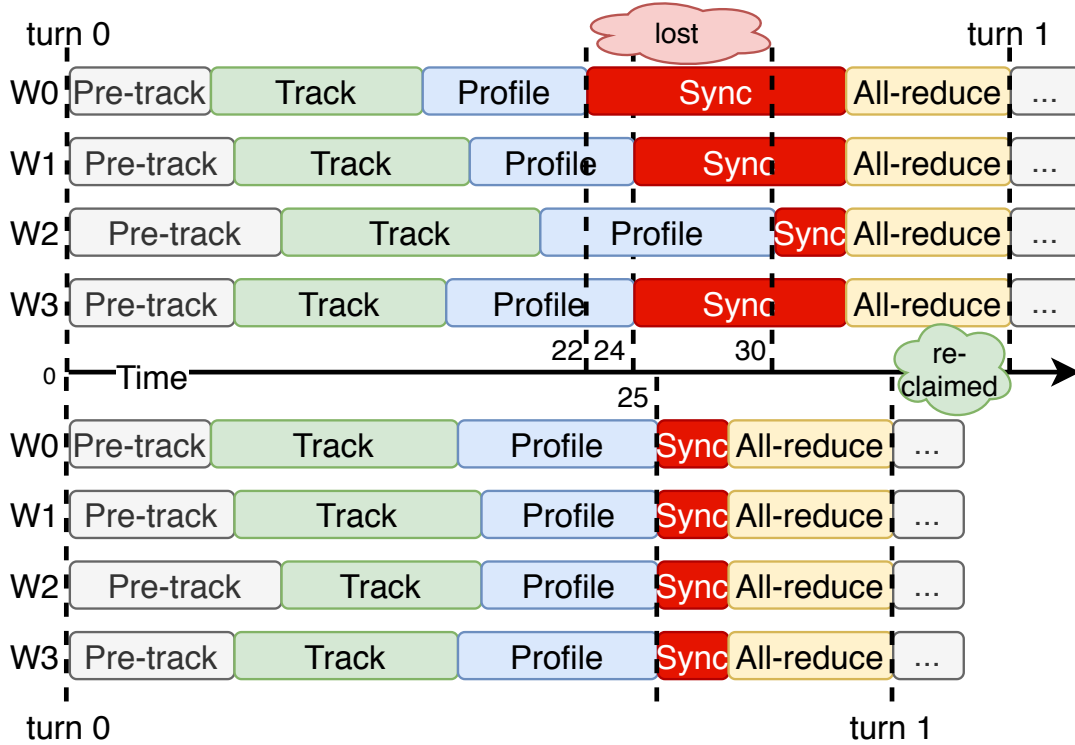 turn 0 lost turn 1
W0 Pre-track Track Profile Sync All-reduce ...
W1 Pre-track Track Profile Sync All-reduce ...
W2 Pre-track Track Profile Sync All-reduce ...
W3 Pre-track Track Profile Sync All-reduce ...
22 24 30 re-
0 Time claimed
25
W0 Pre-track Track Profile Sync All-reduce ...
W1 Pre-track Track Profile Sync All-reduce ...
W2 Pre-track Track Profile Sync All-reduce ...
W3 Pre-track Track Profile Sync All-reduce ...
turn 0 turn 1